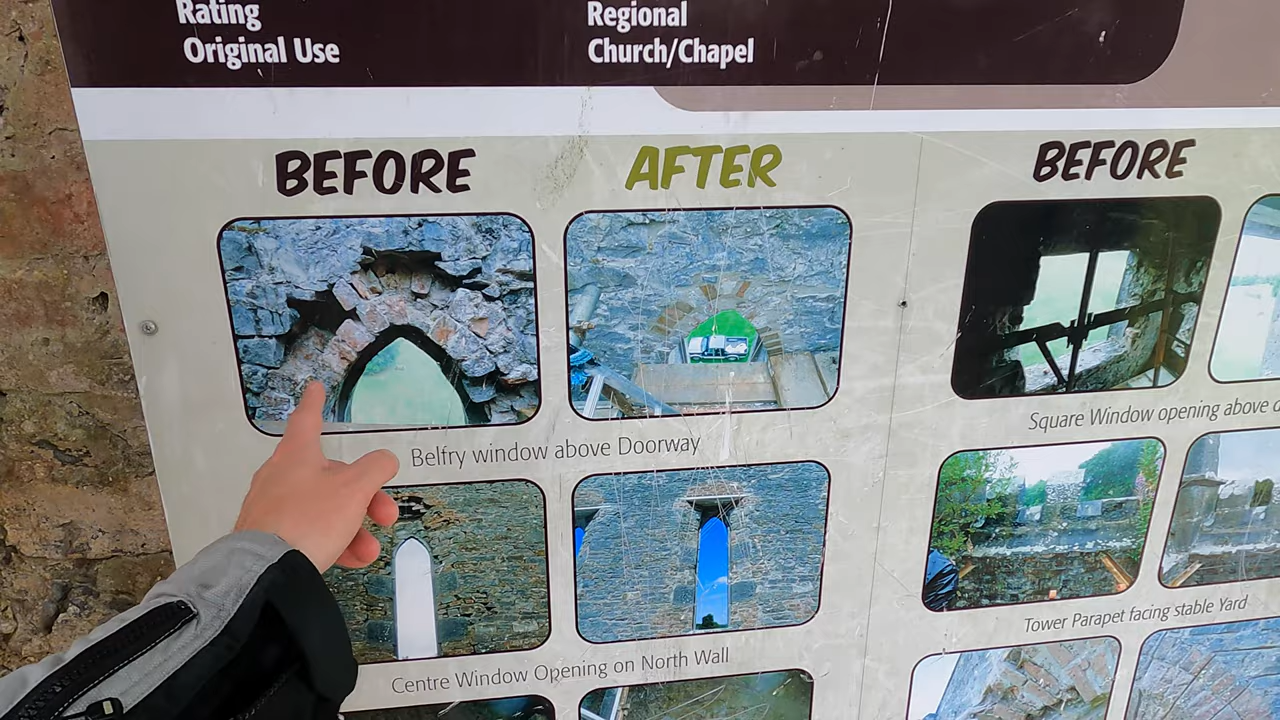 Rating Regional
Original Use Church/Chapel
BEFORE AFTER BEFORE
Belfry window above Doorway
Square Window opening above
Centre Window Opening on North Wall
Tower Parapet facing stable Yard